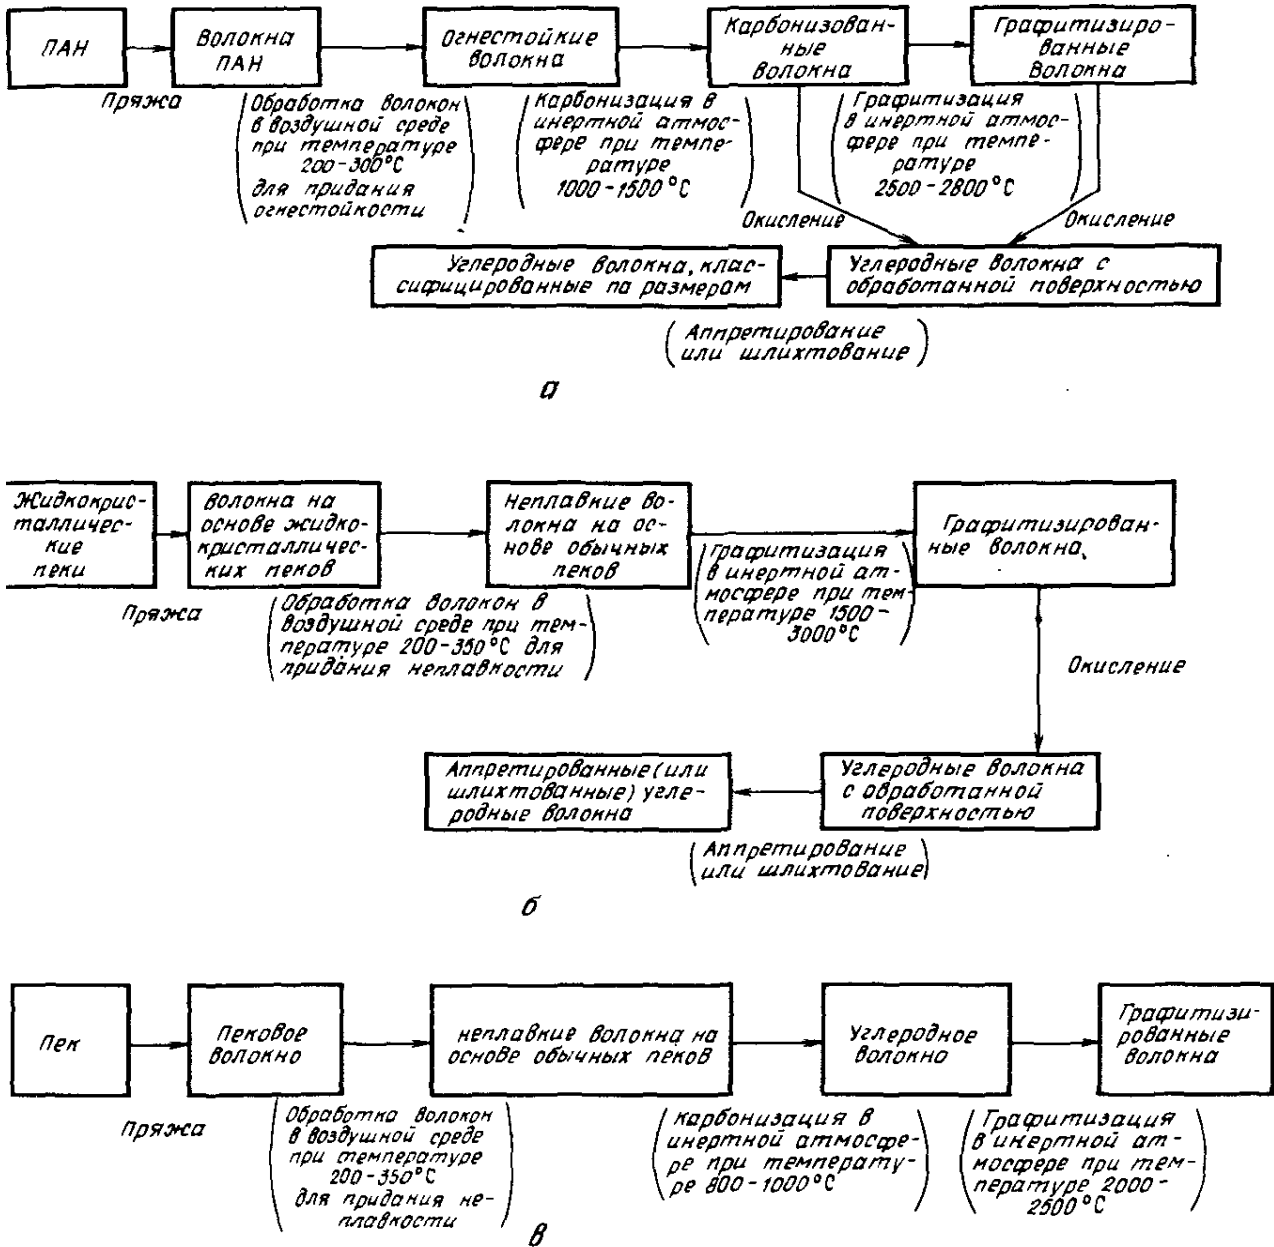 ПАН
Волокна
ПАН
Огнестойкие
волокна
Карбонизован-
ные
волокна
Графитизиро-
ванные
волокна
Пряжа
(Обработка волокон
в воздушной среде
при температуре
200-300°С
для придания
огнестойкости)
(Карбонизация в
инертной атмос-
фере при темпе-
ратуре
1000-1500°С)
(Графитизация
в инертной атмос-
фере при темпе-
ратуре
2500-2800°С)
Окисление
Окисление
Углеродные волокна, клас-
сифицированные па размерам
Углеродные волокна с
обработанной поверхностью
(Аппретирование
или шлихтование)
а
Жидкокрис-
талличес-
кие
пеки
Волокна на
основе жидко-
кристалличес-
ких пеков
Неплавкие во-
локна на ос-
нове обычных
пеков
Графитизирован-
ные волокна
Пряжа
(Обработка волокон в
воздушной среде при тем-
пературе 200-350°С для
придания неплавкости)
(Графитизация
в инертной ат-
мосфере при тем-
пературе 1500-
3000°С)
Окисление
Аппретированные (или
шлихтованные) угле-
родные волокна
Углеродные волокна
с обработанной
поверхностью
(Аппретирование
или шлихтование)
б
Пек
Пековое
волокно
неплавкие волокна на
основе обычных пеков
Углеродное
волокно
Графитизи-
рованные
волокна
Пряжа
(Обработка волокон
в воздушной среде
при температуре
200-350°С
для придания не-
плавкости)
(карбонизация в
инертной атмосфе-
ре при температу-
ре 800-1000°С)
(Графитизация
в инертной ат-
мосфере при тем-
пературе 2000-
2500°С)
в